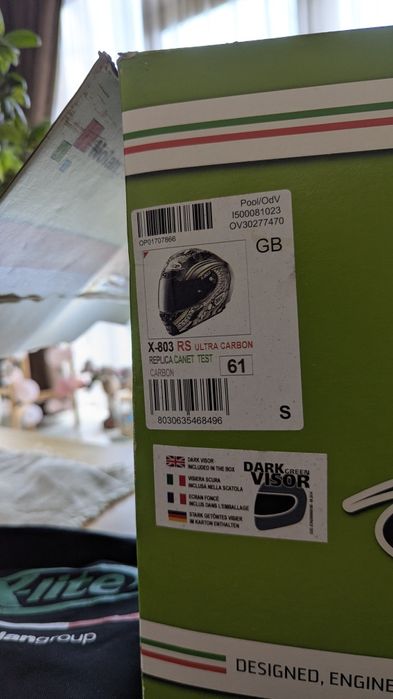 Pool/OdV
I500081023
OV30277470
OP01707866
GB
X-803 RS ULTRA CARBON
REPLICA CANET TEST
CARBON
61
8030635468496
S
DARK VISOR
INCLUDED IN THE BOX
VISIERA SCURA
INCLUSA NELLA SCATOLA
ECRAN FONCÉ
INCLUS DANS L'EMBALLAGE
STARK GETÖNTES VISIER
IM KARTON ENTHALTEN
DARK GREEN
VISOR
X-lite
langroup
DESIGNED, ENGINE